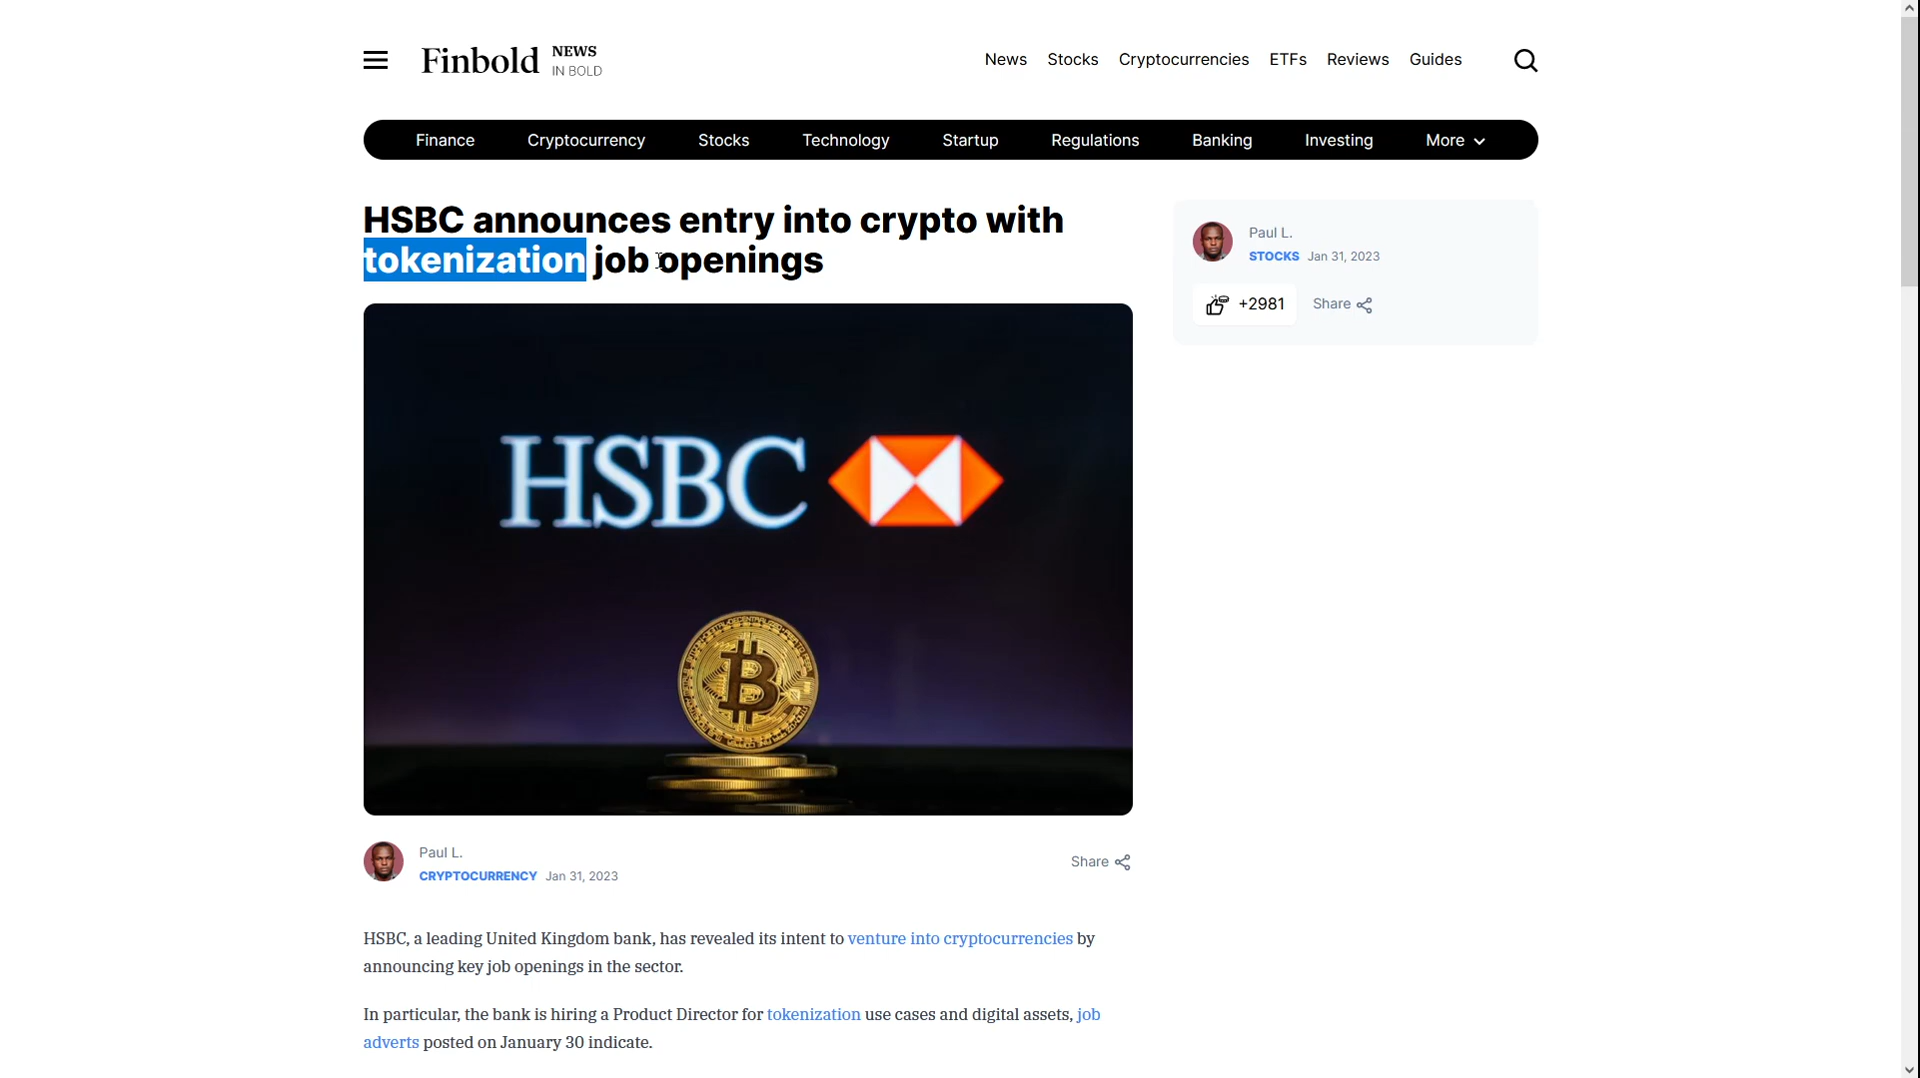 Finbold NEWS
IN BOLD
News Stocks Cryptocurrencies ETFs Reviews Guides
Finance Cryptocurrency Stocks Technology Startup Regulations Banking Investing More
HSBC announces entry into crypto with
tokenization job openings
Paul L.
STOCKS Jan 31, 2023
+2981 Share
HSBC
Paul L.
CRYPTOCURRENCY Jan 31, 2023
Share
HSBC, a leading United Kingdom bank, has revealed its intent to venture into cryptocurrencies by
announcing key job openings in the sector.
In particular, the bank is hiring a Product Director for tokenization use cases and digital assets, job
adverts posted on January 30 indicate.